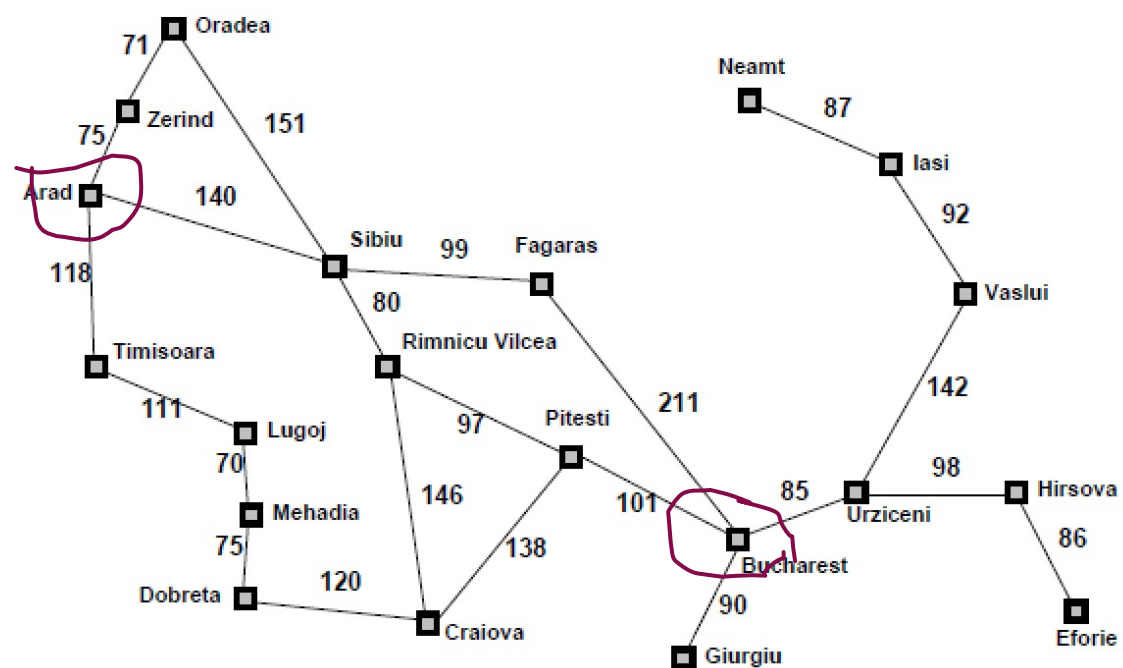 Oradea
71
Neamt
87
Zerind
75
151
Iasi
Arad
140
92
Sibiu
99
Fagaras
118
80
Vaslui
Rimnicu Vilcea
Timisoara
142
111
97
Pitesti
211
Lugoj
70
98
146
101
85
Hirsova
Mehadia
Urziceni
75
138
86
Bucharest
120
Dobreta
90
Craiova
Eforie
Giurgiu